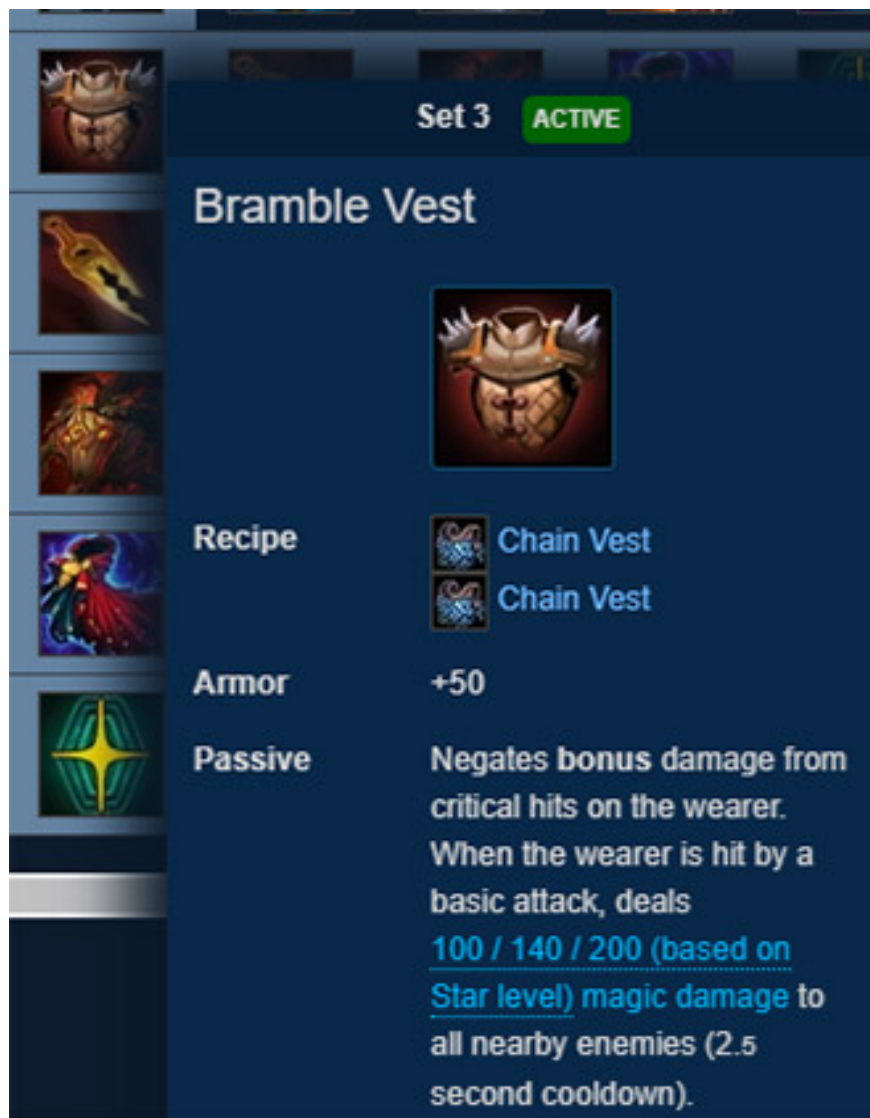 Set 3 ACTIVE
Bramble Vest
Recipe Chain Vest
Chain Vest
Armor +50
Passive Negates bonus damage from
critical hits on the wearer.
When the wearer is hit by a
basic attack, deals
100 / 140 / 200 (based on
Star level) magic damage to
all nearby enemies (2.5
second cooldown).